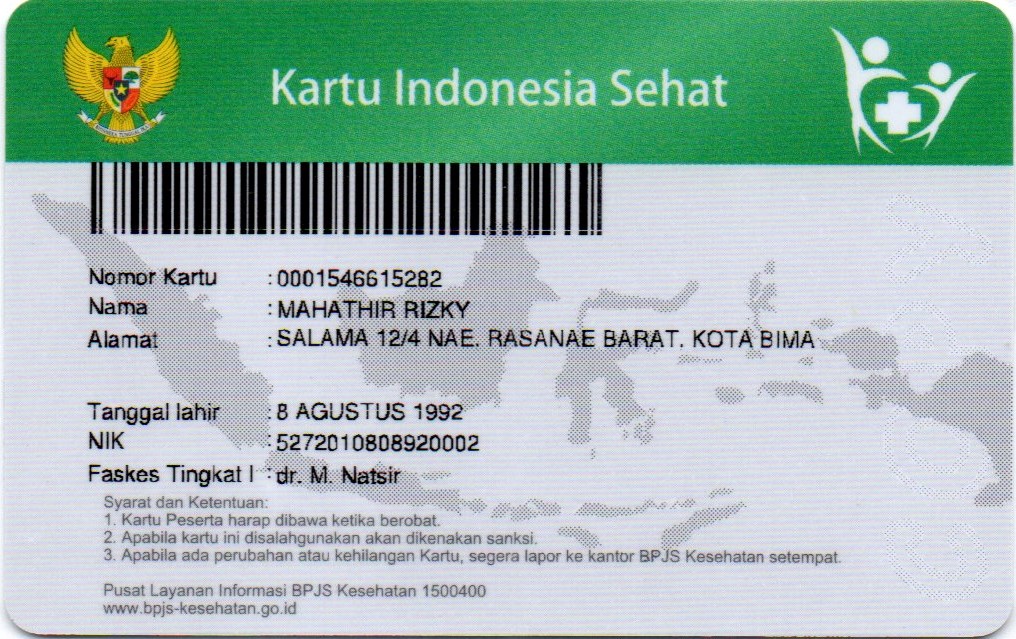 Kartu Indonesia Sehat
Nomor Kartu : 0001546615282
Nama : MAHATHIR RIZKY
Alamat : SALAMA 12/4 NAE. RASANAE BARAT. KOTA BIMA
Tanggal lahir : 8 AGUSTUS 1992
NIK : 5272010808920002
Faskes Tingkat I : dr. M. Natsir
Syarat dan Ketentuan:
1. Kartu Peserta harap dibawa ketika berobat.
2. Apabila kartu ini disalahgunakan akan dikenakan sanksi.
3. Apabila ada perubahan atau kehilangan Kartu, segera lapor ke kantor BPJS Kesehatan setempat.
Pusat Layanan Informasi BPJS Kesehatan 1500400
www.bpjs-kesehatan.go.id